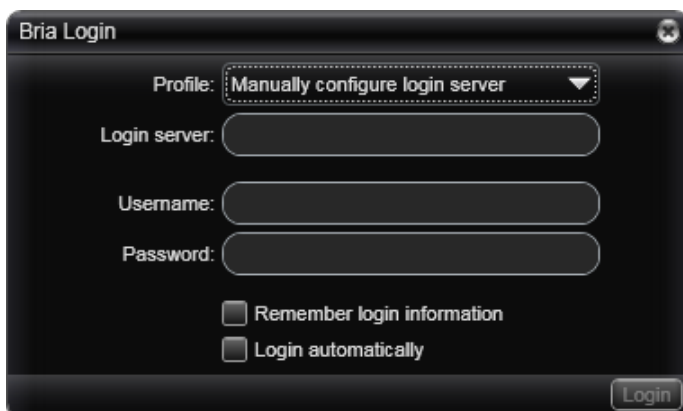 Bria Login
Profile: Manually configure login server
Login server:
Username:
Password:
Remember login information
Login automatically
Login